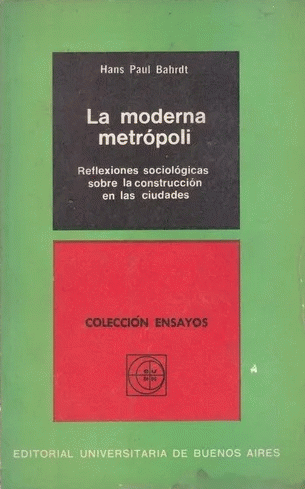 Hans Paul Bahrdt
La moderna
metrópoli
Reflexiones sociológicas
sobre la construcción
en las ciudades
COLECCIÓN ENSAYOS
EDITORIAL UNIVERSITARIA DE BUENOS AIRES